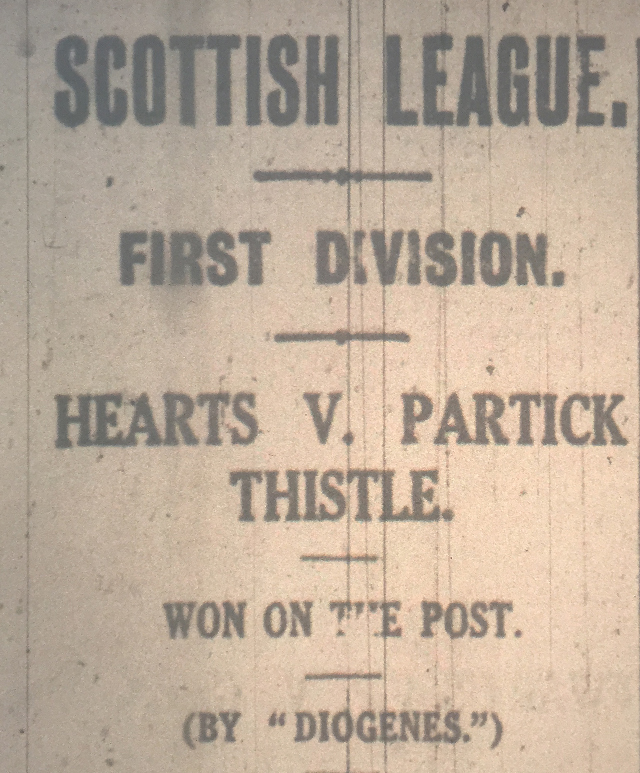 SCOTTISH LEAGUE.
FIRST DIVISION.
HEARTS V. PARTICK
THISTLE.
WON ON THE POST.
(BY "DIOGENES.")